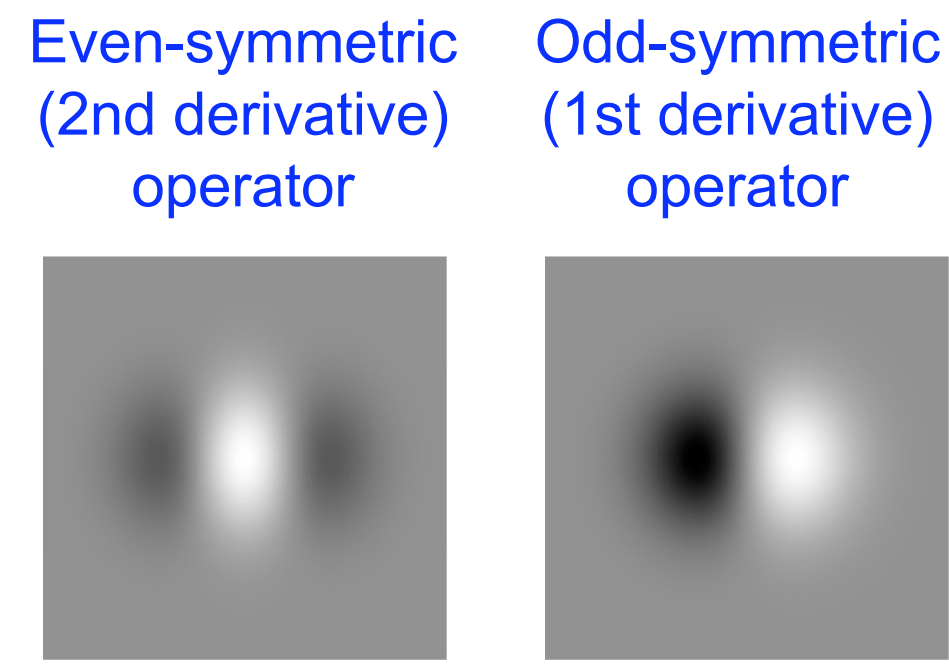 Even-symmetric
(2nd derivative)
operator
Odd-symmetric
(1st derivative)
operator